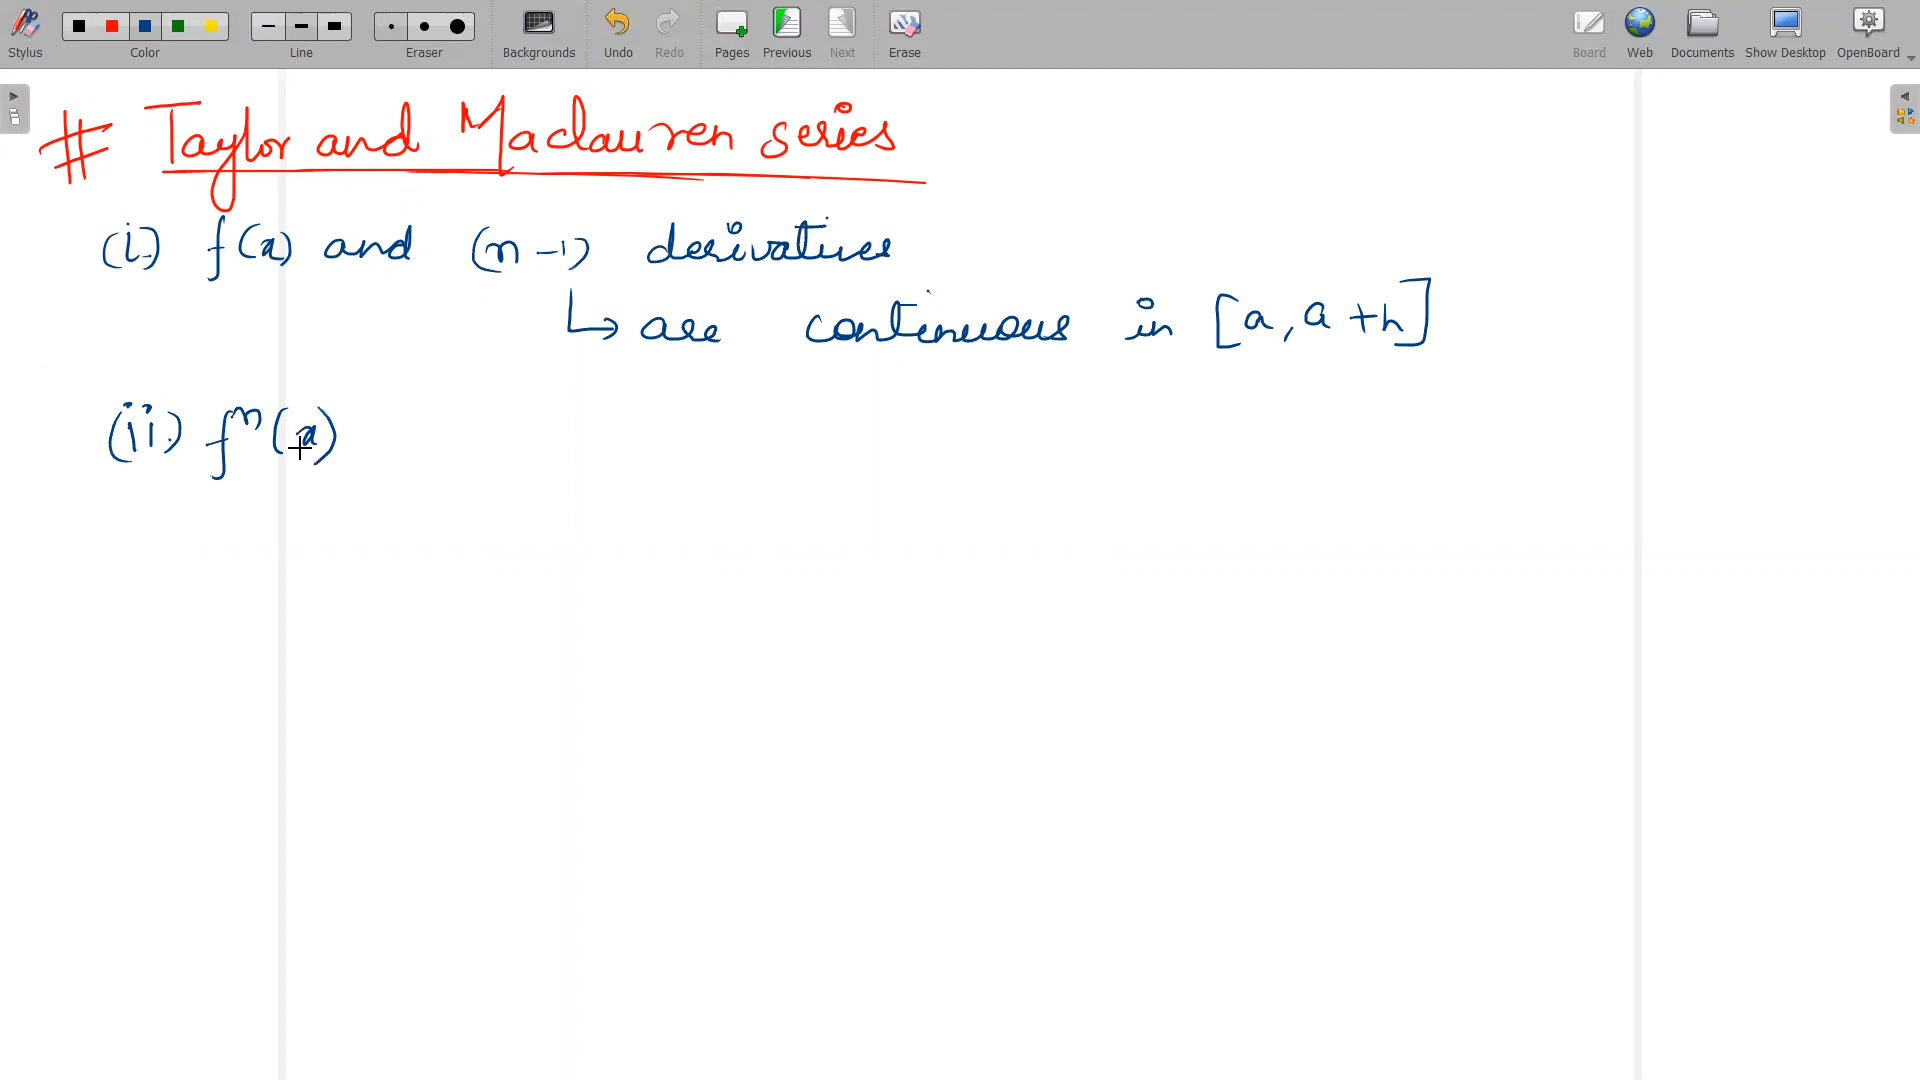 Stylus Color Line Eraser Backgrounds Undo Redo Pages Previous Next Erase Board Web Documents Show Desktop OpenBoard
# Taylor and Maclauren series
(i) f(x) and (n-1) derivatives
↳ are continuous in [a, a+h]
(ii) fⁿ(x)